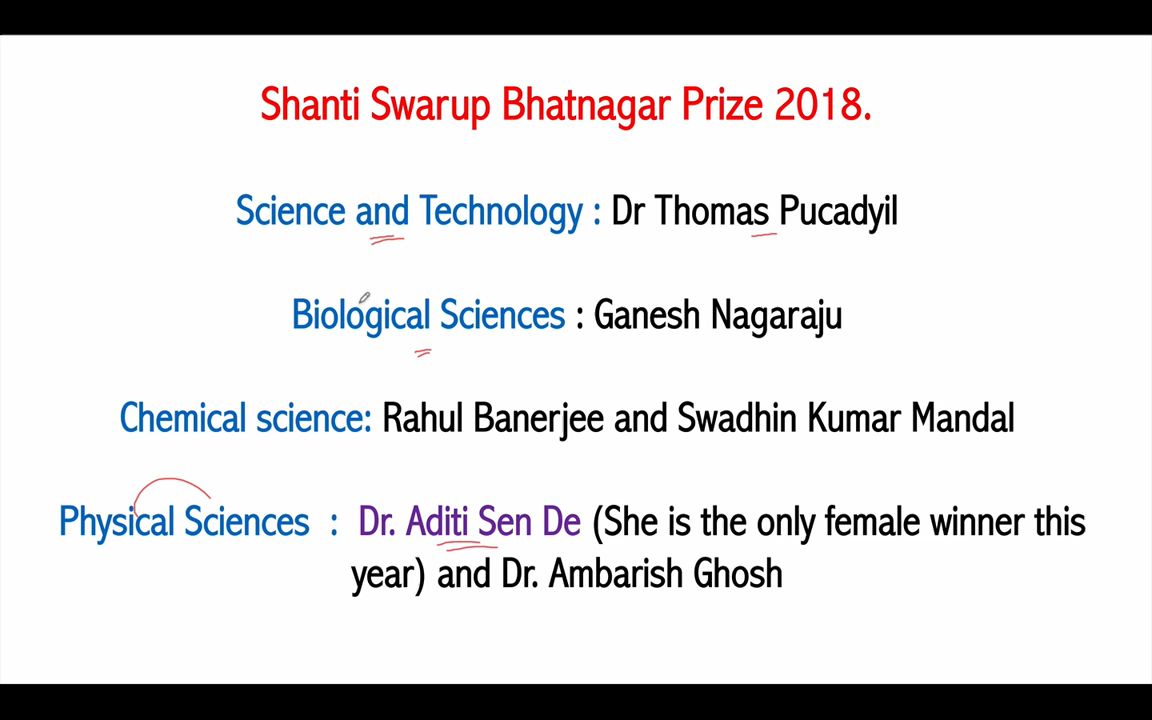 Shanti Swarup Bhatnagar Prize 2018.
Science and Technology : Dr Thomas Pucadyil
Biological Sciences : Ganesh Nagaraju
Chemical science: Rahul Banerjee and Swadhin Kumar Mandal
Physical Sciences : Dr. Aditi Sen De (She is the only female winner this
year) and Dr. Ambarish Ghosh